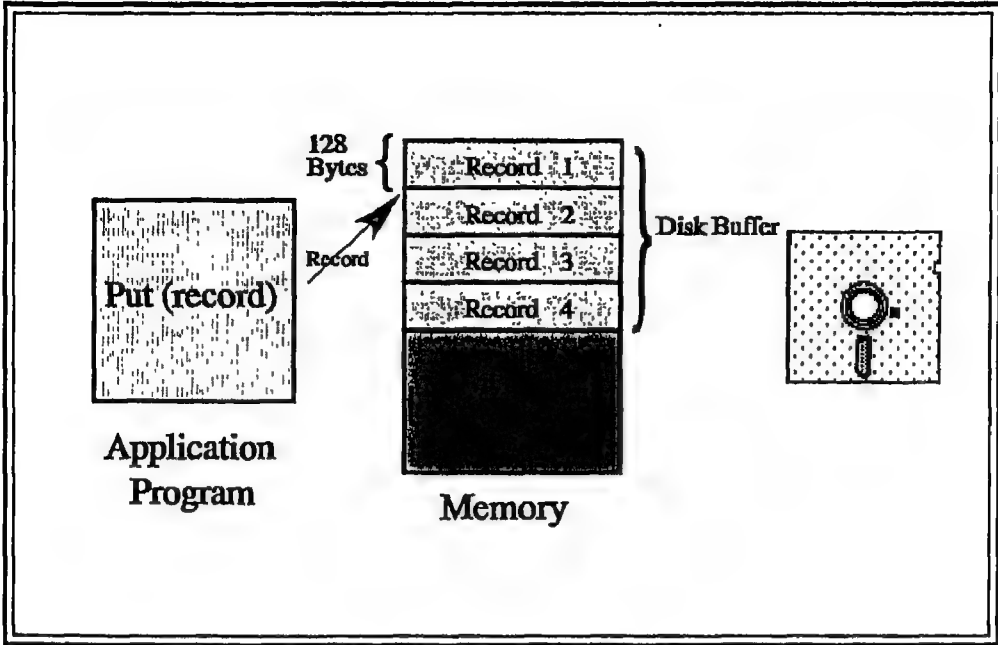 128
Bytes
Record 1
Record 2
Record 3
Record 4
Disk Buffer
Record
Put (record)
Application
Program
Memory